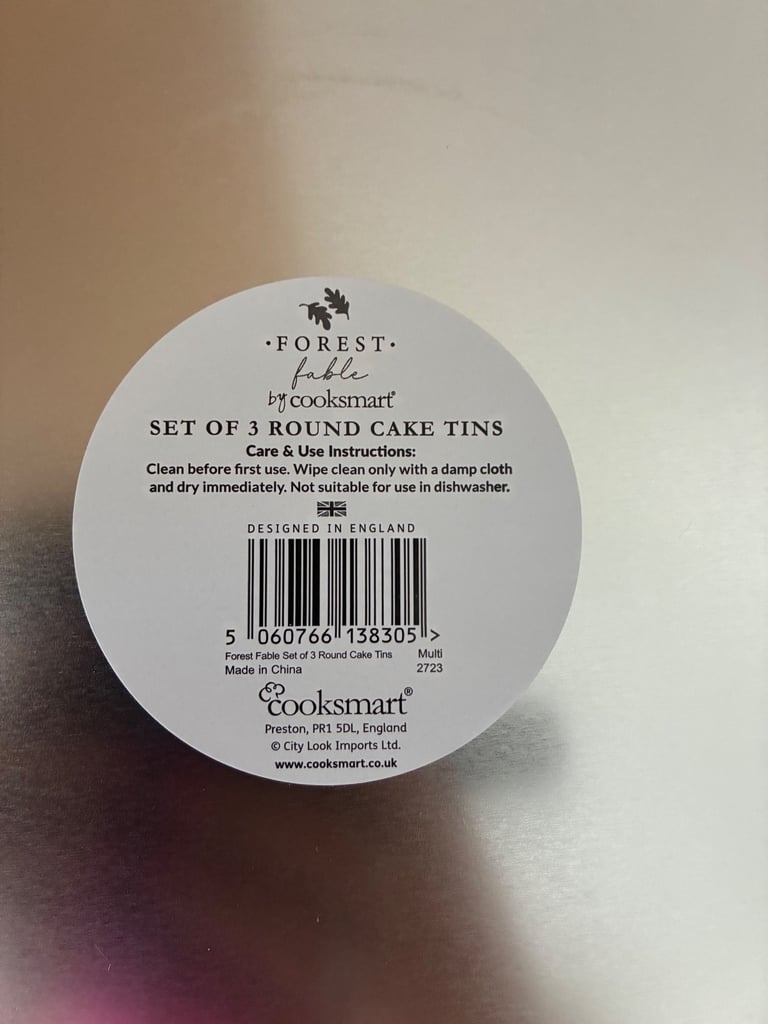 ·FOREST·
fable
by cooksmart®
SET OF 3 ROUND CAKE TINS
Care & Use Instructions:
Clean before first use. Wipe clean only with a damp cloth
and dry immediately. Not suitable for use in dishwasher.
DESIGNED IN ENGLAND
5 060766 138305 >
Forest Fable Set of 3 Round Cake Tins Multi
Made in China 2723
cooksmart®
Preston, PR1 5DL, England
© City Look Imports Ltd.
www.cooksmart.co.uk